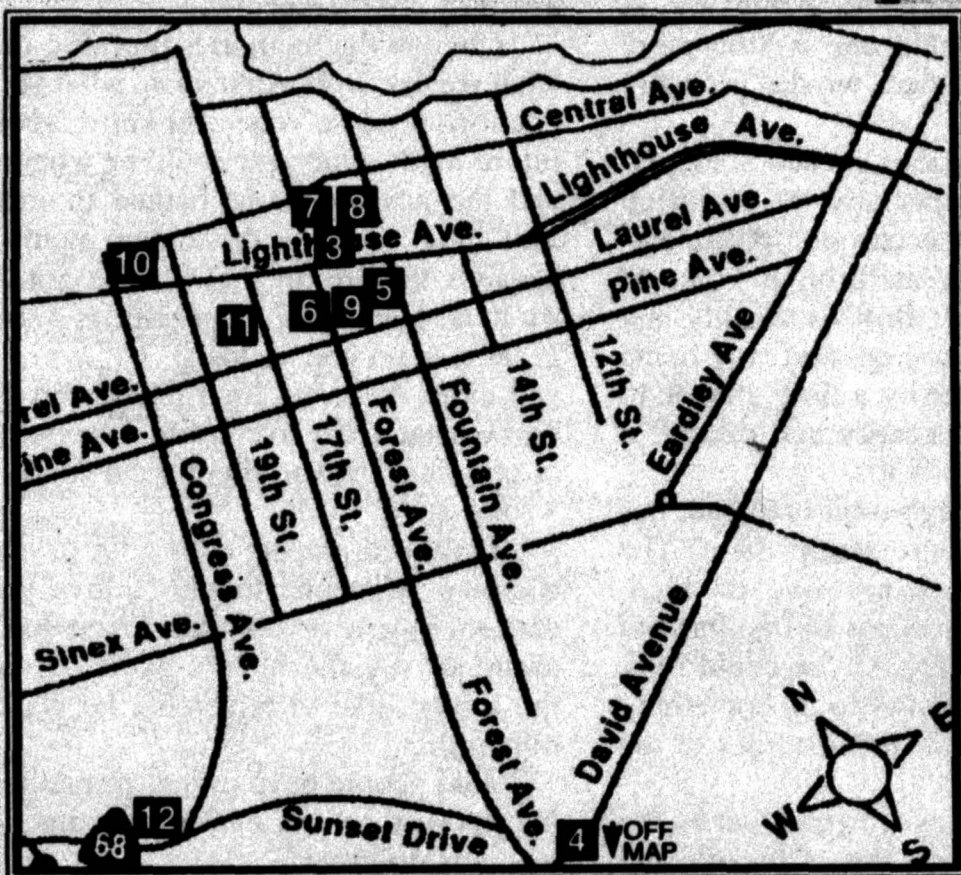 Central Ave.
Lighthouse Ave.
7 8
Lighthouse Ave.
3
10
Laurel Ave.
Pine Ave.
5
6 9
11
rel Ave.
ine Ave.
12th St.
14th St.
Eardley Ave
Fountain Ave.
Forest Ave.
17th St.
19th St.
Congress Ave.
Sinex Ave.
David Avenue
Forest Ave.
N
E
W
S
Sunset Drive
12
68
4 OFF
MAP